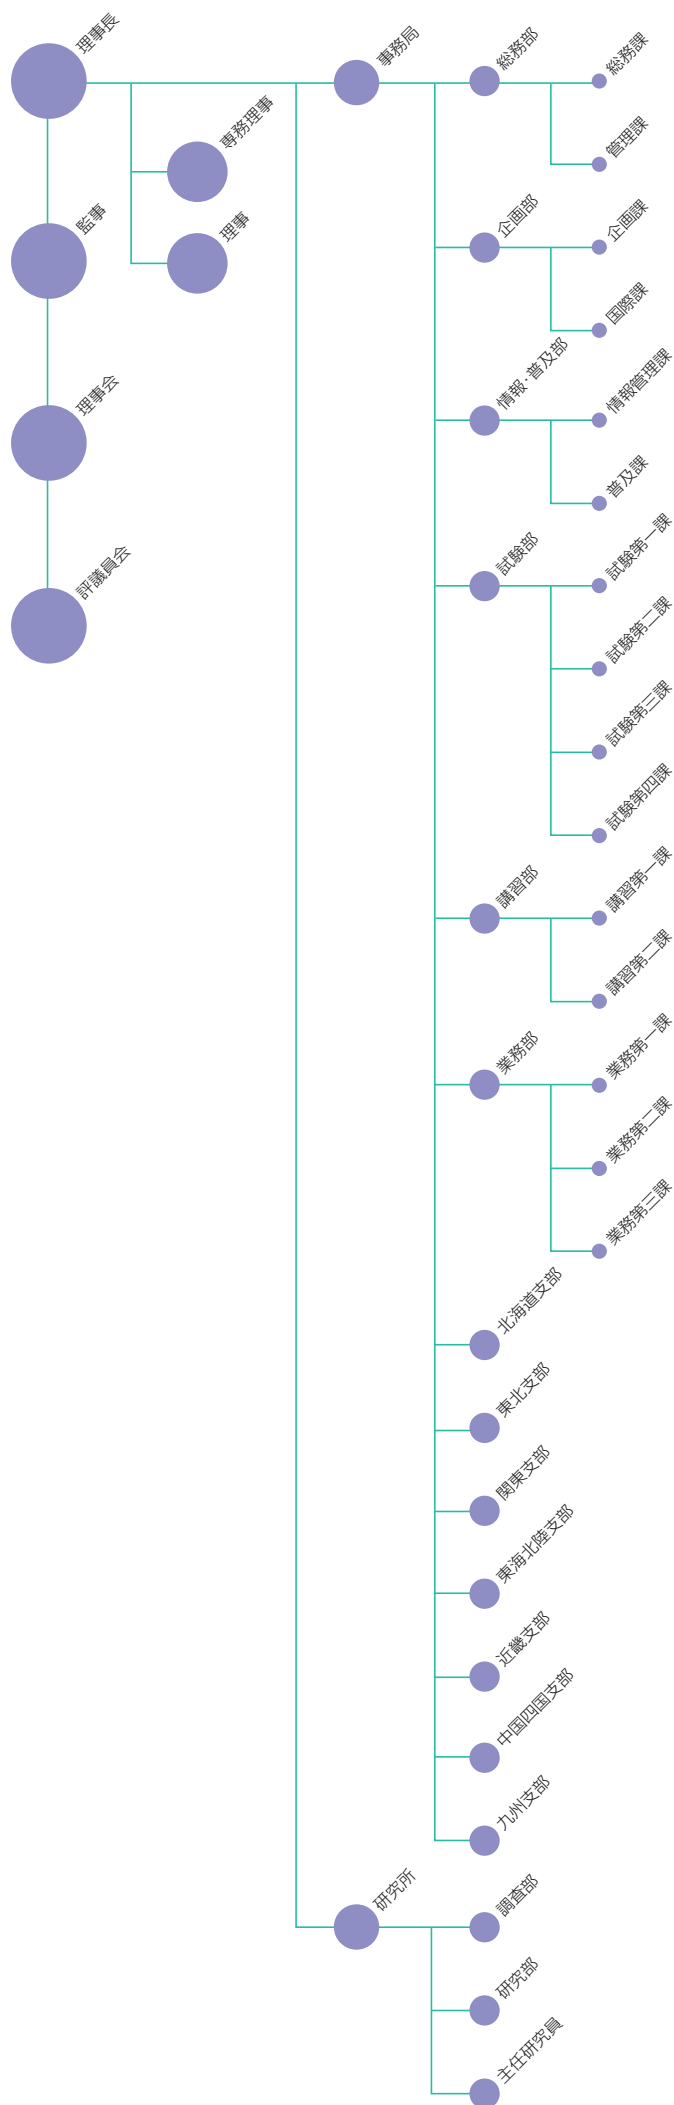 理事長
監事
理事会
評議員会
専務理事
理事
事務局
総務部
総務課
管理課
企画部
企画課
国際課
情報・普及部
情報管理課
普及課
試験部
試験第一課
試験第二課
試験第三課
試験第四課
講習部
講習第一課
講習第二課
業務部
業務第一課
業務第二課
業務第三課
北海道支部
東北支部
関東支部
東海北陸支部
近畿支部
中国四国支部
九州支部
研究所
調査部
研究部
主任研究員